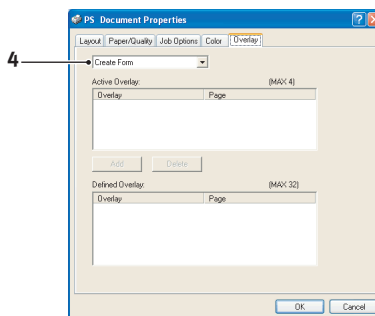 PS Document Properties
Layout Paper/Quality Job Options Color Overlay
4
Create Form
Active Overlay: (MAX 4)
Overlay Page
Add Delete
Defined Overlay: (MAX 32)
Overlay Page
OK Cancel